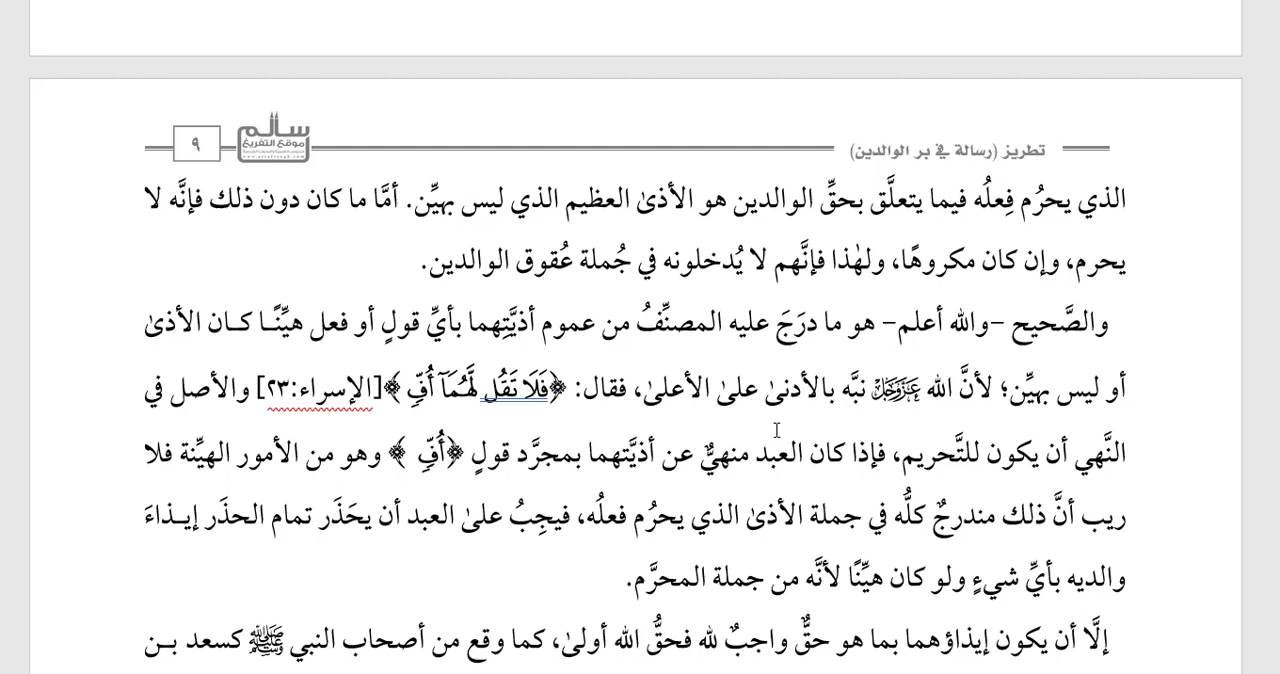 تطريز (رسالة في بر الوالدين)
سالم
موقع التفريغ
٩
الذي يحرُم فِعلُه فيما يتعلَّق بحقِّ الوالدين هو الأذىٰ العظيم الذي ليس بهيِّن. أمَّا ما كان دون ذلك فإنَّه لا
يحرم، وإن كان مكروهًا، ولهٰذا فإنَّهم لا يُدخلونه في جُملة عُقوق الوالدين.
والصَّحيح –والله أعلم– هو ما درَجَ عليه المصنِّفُ من عموم أذيَّتِهما بأيِّ قولٍ أو فعل هيِّنًا كان الأذىٰ
أو ليس بهيِّن؛ لأنَّ الله عَزَّوَجَلَّ نبَّه بالأدنىٰ علىٰ الأعلىٰ، فقال: ﴿فَلَا تَقُل لَّهُمَآ أُفّٖ﴾[الإسراء:٢٣] والأصل في
النَّهي أن يكون للتَّحريم، فإذا كان العبد منهيٌّ عن أذيَّتهما بمجرَّد قولٍ ﴿أُفّٖ﴾ وهو من الأمور الهيِّنة فلا
ريب أنَّ ذلك مندرجٌ كلُّه في جملة الأذىٰ الذي يحرُم فعلُه، فيجِبُ علىٰ العبد أن يحَذَر تمام الحذَر إيـذاءَ
والديه بأيِّ شيءٍ ولو كان هيِّنًا لأنَّه من جملة المحرَّم.
إلَّا أن يكون إيذاؤهما بما هو حقٌّ واجبٌ لله فحقُّ الله أولىٰ، كما وقع من أصحاب النبي ﷺ كسعد بـن